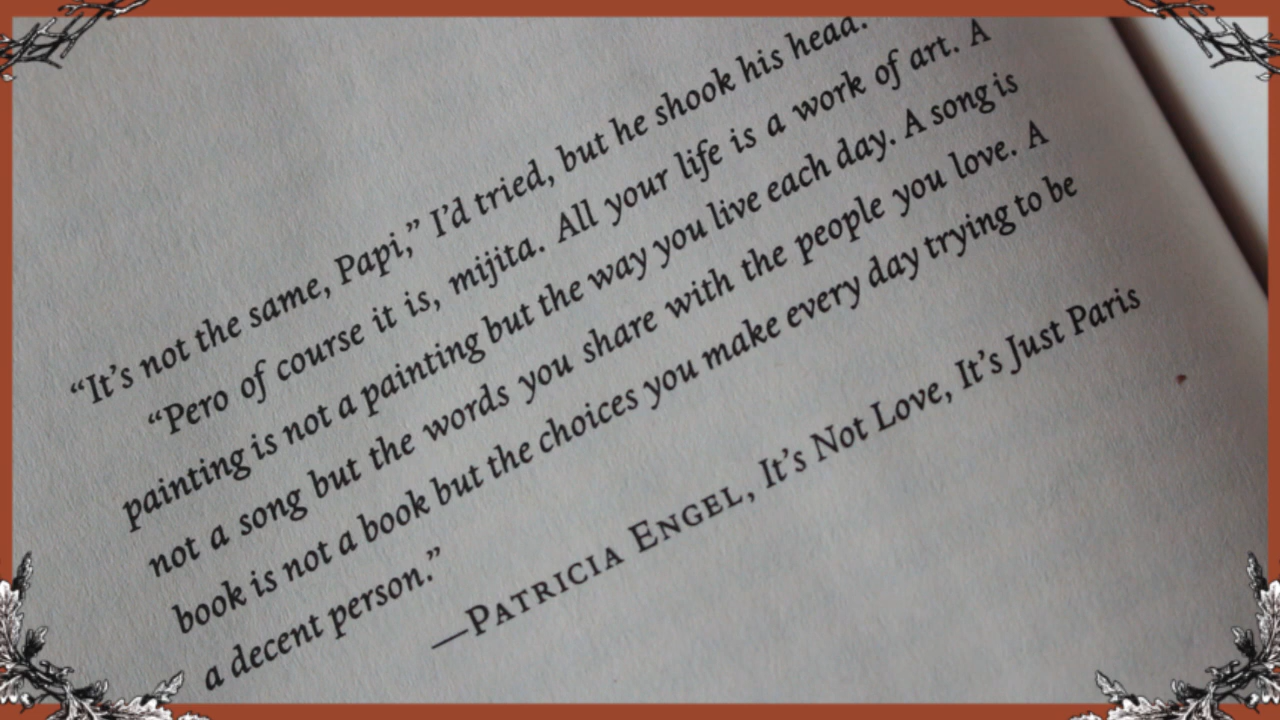 “It’s not the same, Papi,” I’d tried, but he shook his head.
“Pero of course it is, mijita. All your life is a work of art. A
painting is not a painting but the way you live each day. A song is
not a song but the words you share with the people you love. A
book is not a book but the choices you make every day trying to be
a decent person.”
—Patricia Engel, It’s Not Love, It’s Just Paris